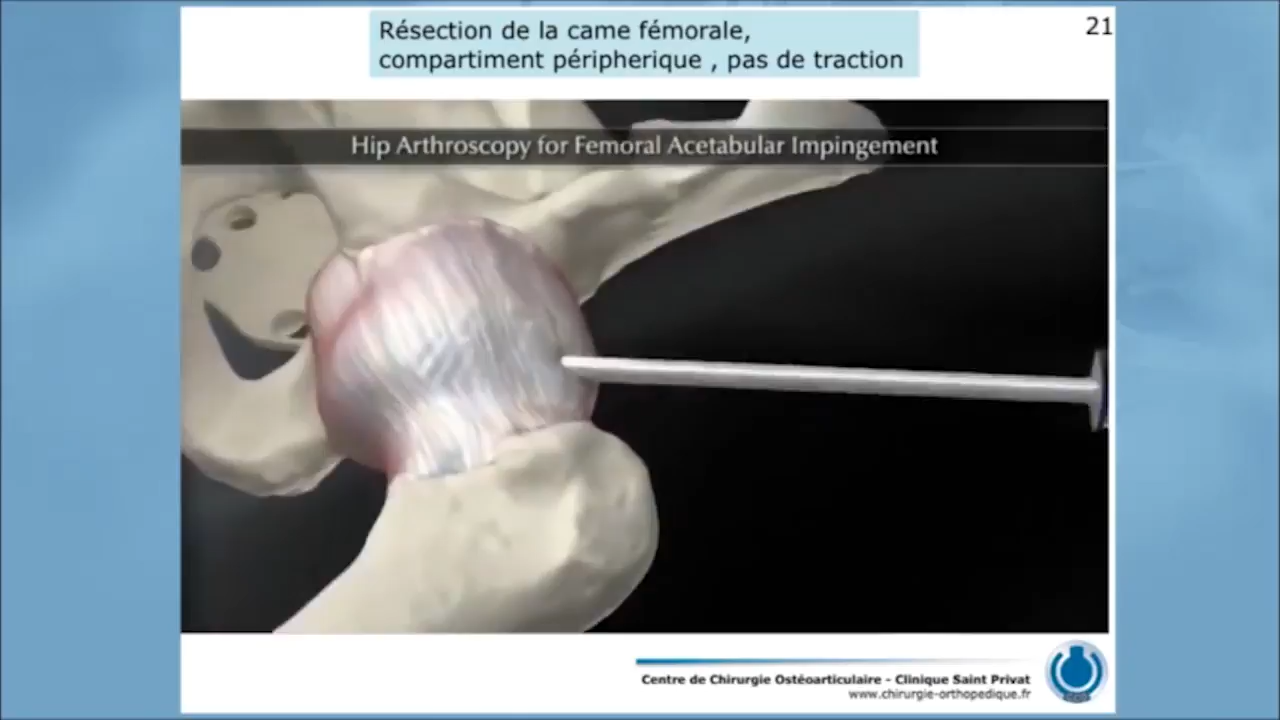 Résection de la came fémorale,
compartiment péripherique , pas de traction
21
Hip Arthroscopy for Femoral Acetabular Impingement
Centre de Chirurgie Ostéoarticulaire - Clinique Saint Privat
www.chirurgie-orthopedique.fr